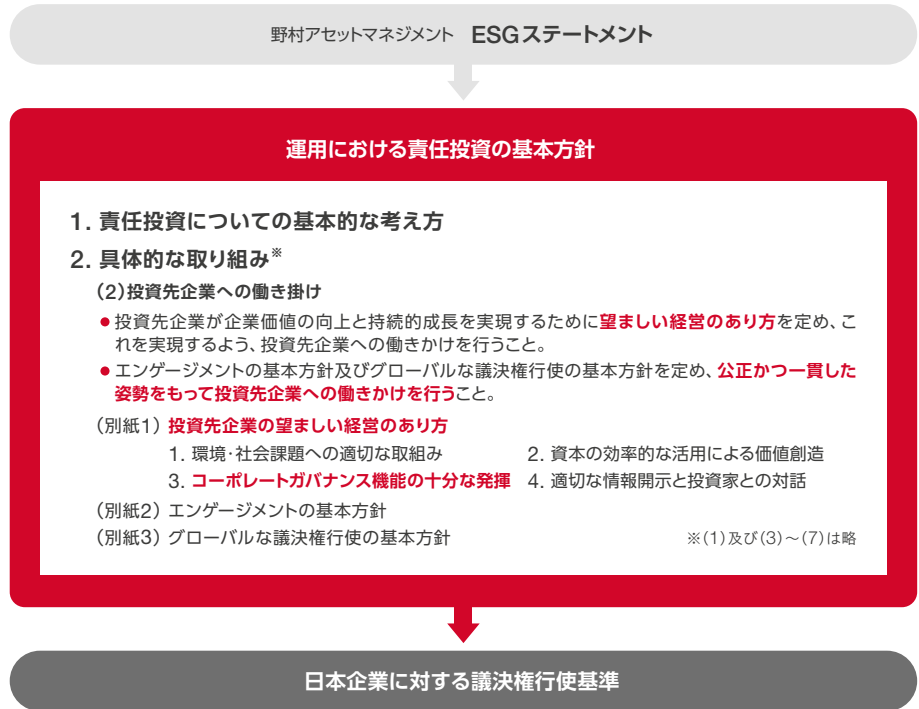 野村アセットマネジメント ESGステートメント
運用における責任投資の基本方針
1. 責任投資についての基本的な考え方
2. 具体的な取り組み※
(2)投資先企業への働き掛け
●投資先企業が企業価値の向上と持続的成長を実現するために望ましい経営のあり方を定め、こ
れを実現するよう、投資先企業への働きかけを行うこと。
●エンゲージメントの基本方針及びグローバルな議決権行使の基本方針を定め、公正かつ一貫した
姿勢をもって投資先企業への働きかけを行うこと。
(別紙1) 投資先企業の望ましい経営のあり方
1. 環境・社会課題への適切な取組み 2. 資本の効率的な活用による価値創造
3. コーポレートガバナンス機能の十分な発揮 4. 適切な情報開示と投資家との対話
(別紙2) エンゲージメントの基本方針
(別紙3) グローバルな議決権行使の基本方針 ※(1)及び(3)～(7)は略
日本企業に対する議決権行使基準